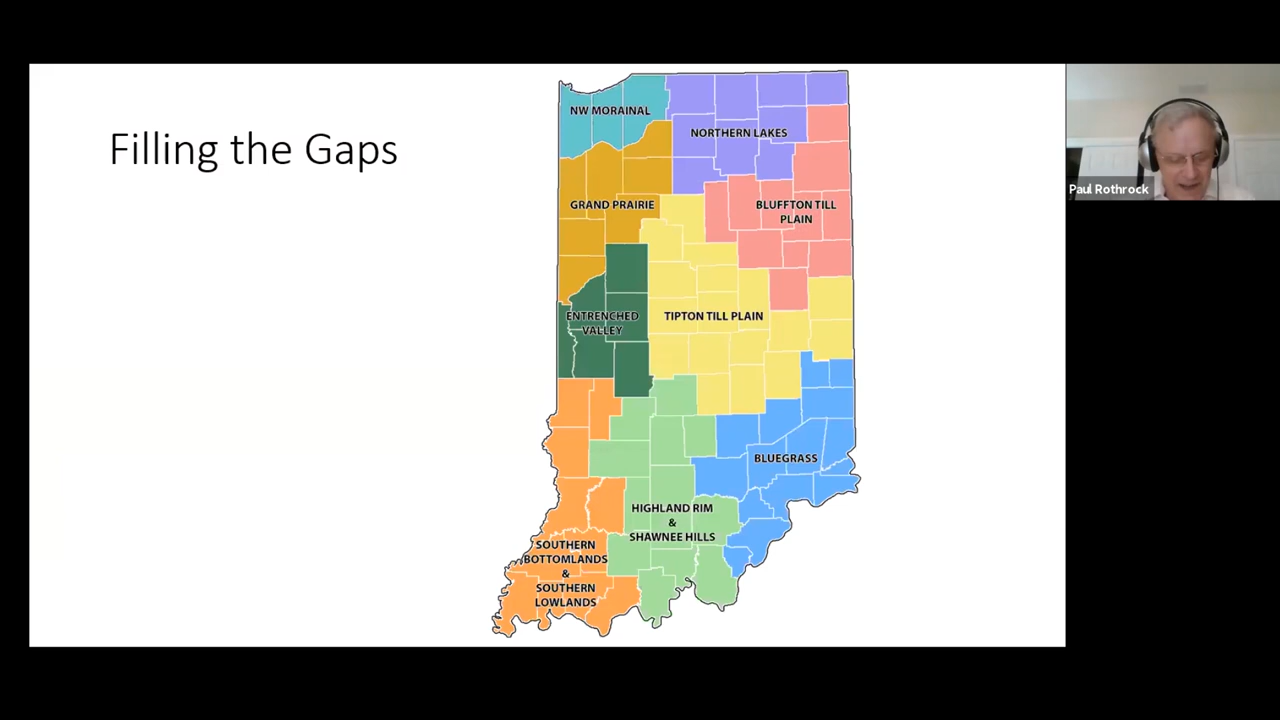 Filling the Gaps
NW MORAINAL
NORTHERN LAKES
GRAND PRAIRIE
BLUFFTON TILL
PLAIN
ENTRENCHED
VALLEY
TIPTON TILL PLAIN
BLUEGRASS
HIGHLAND RIM
&
SHAWNEE HILLS
SOUTHERN
BOTTOMLANDS
&
SOUTHERN
LOWLANDS
Paul Rothrock